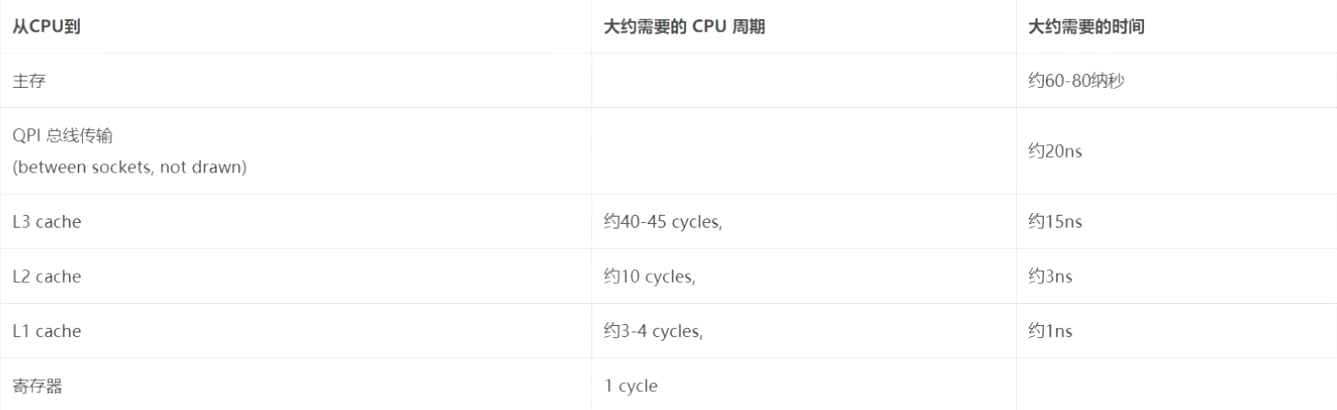 从CPU到 大约需要的 CPU 周期 大约需要的时间
主存 约60-80纳秒
QPI 总线传输
(between sockets, not drawn) 约20ns
L3 cache 约40-45 cycles, 约15ns
L2 cache 约10 cycles, 约3ns
L1 cache 约3-4 cycles, 约1ns
寄存器 1 cycle